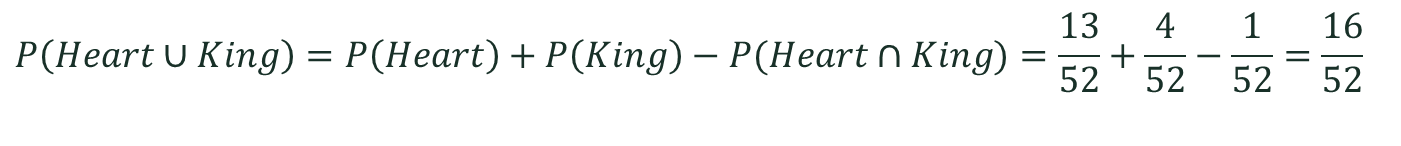 P(Heart ∪ King) = P(Heart) + P(King) − P(Heart ∩ King) = 13/52 + 4/52 − 1/52 = 16/52